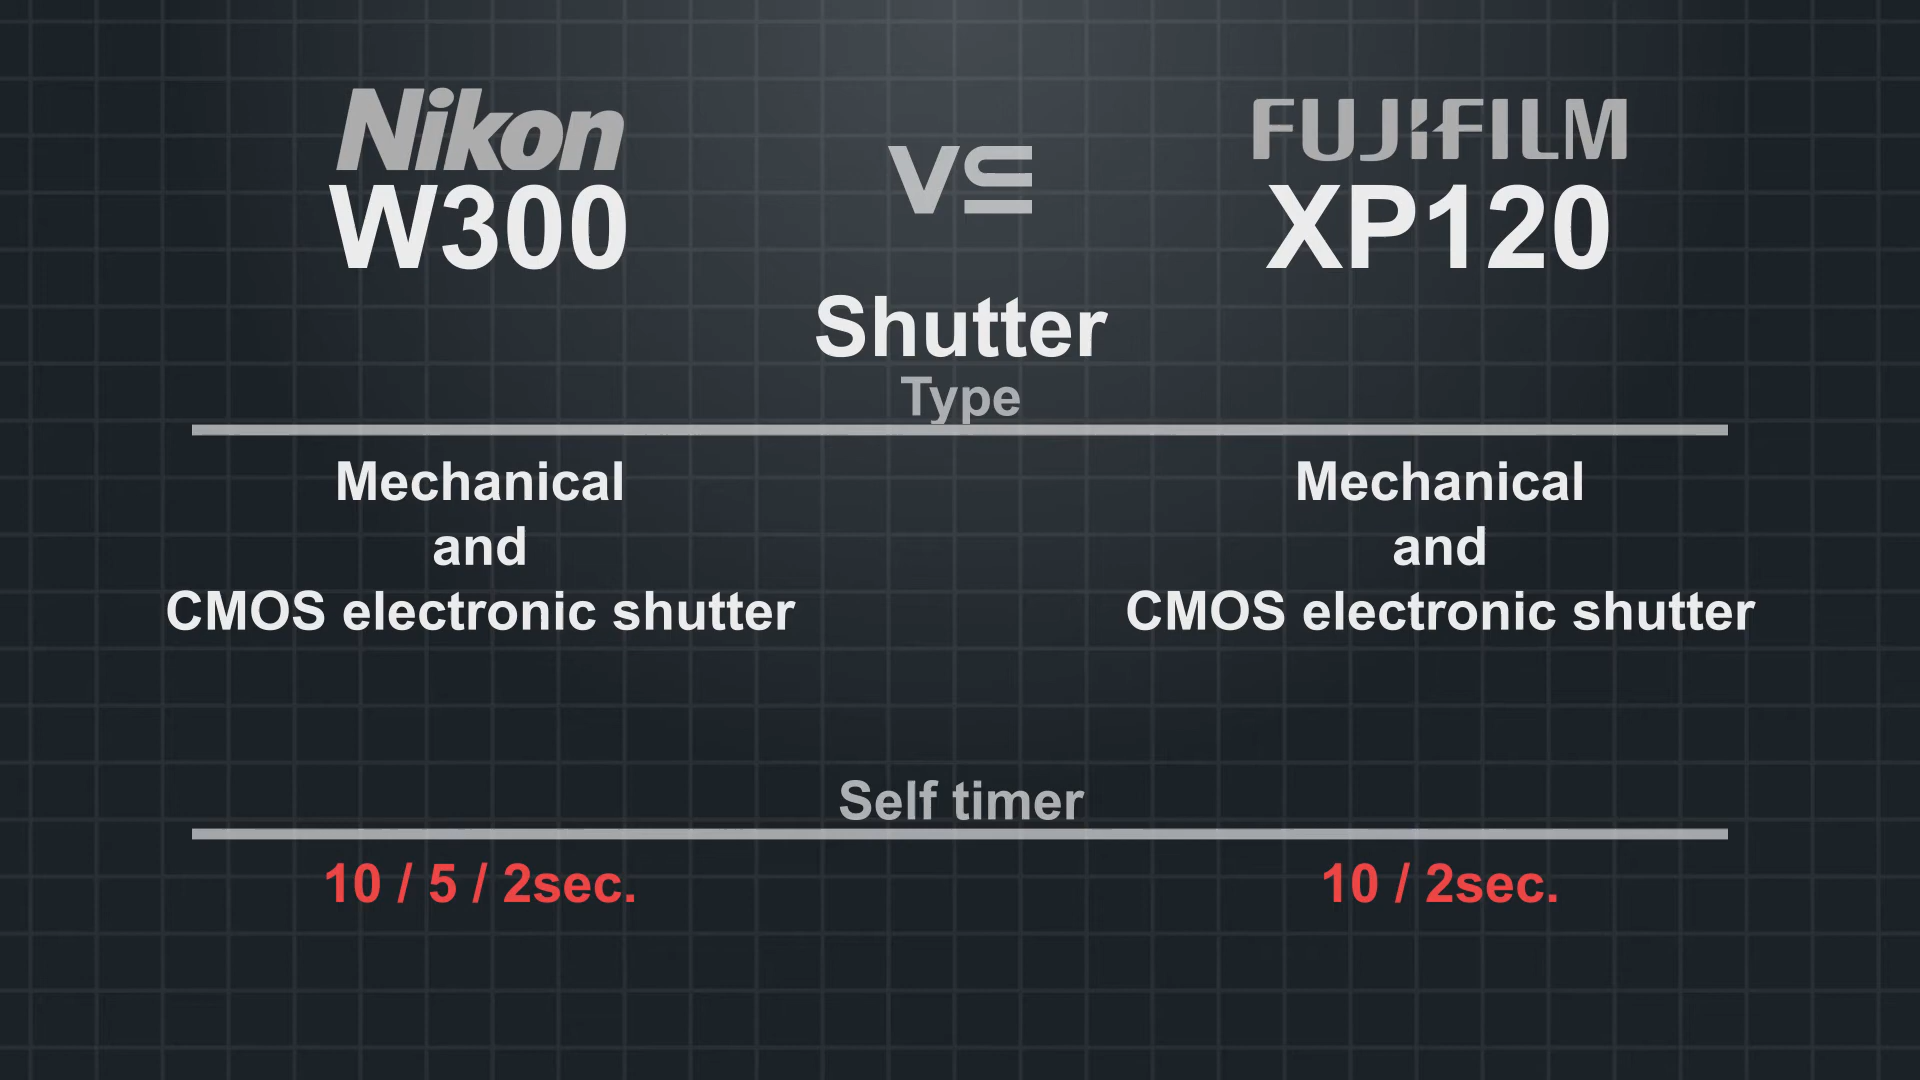 Nikon VS FUJIFILM
W300 XP120
Shutter
Type
Mechanical Mechanical
and and
CMOS electronic shutter CMOS electronic shutter
Self timer
10 / 5 / 2sec. 10 / 2sec.